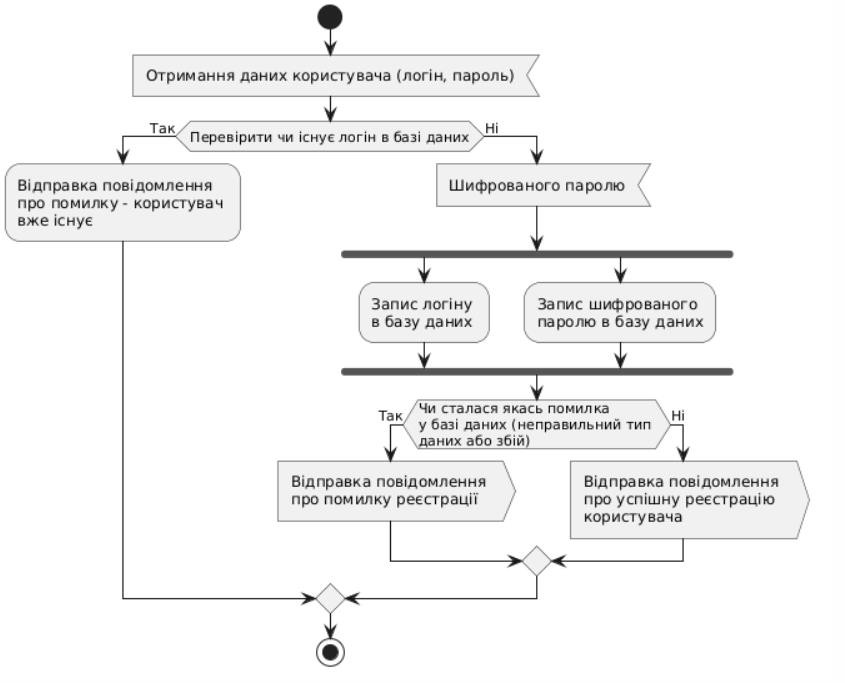 Отримання даних користувача (логін, пароль)
Так
Перевірити чи існує логін в базі даних
Ні
Відправка повідомлення
про помилку - користувач
вже існує
Шифрованого паролю
Запис логіну
в базу даних
Запис шифрованого
паролю в базу даних
Так
Чи сталася якась помилка
у базі даних (неправильний тип
даних або збій)
Ні
Відправка повідомлення
про помилку реєстрації
Відправка повідомлення
про успішну реєстрацію
користувача